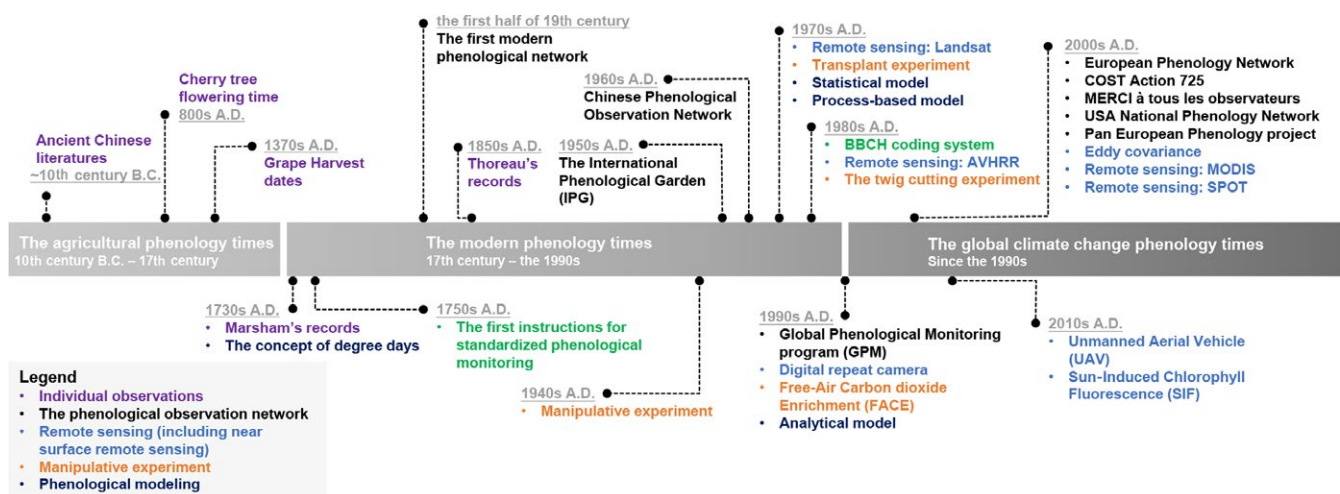 Ancient Chinese
literatures
~10th century B.C.
Cherry tree
flowering time
800s A.D.
1370s A.D.
Grape Harvest
dates
the first half of 19th century
The first modern
phenological network
1850s A.D.
Thoreau's
records
1950s A.D.
The International
Phenological Garden
(IPG)
1960s A.D.
Chinese Phenological
Observation Network
1970s A.D.
• Remote sensing: Landsat
• Transplant experiment
• Statistical model
• Process-based model
1980s A.D.
• BBCH coding system
• Remote sensing: AVHRR
• The twig cutting experiment
2000s A.D.
• European Phenology Network
• COST Action 725
• MERCI à tous les observateurs
• USA National Phenology Network
• Pan European Phenology project
• Eddy covariance
• Remote sensing: MODIS
• Remote sensing: SPOT
The agricultural phenology times
10th century B.C. – 17th century
The modern phenology times
17th century – the 1990s
The global climate change phenology times
Since the 1990s
1730s A.D.
• Marsham's records
• The concept of degree days
1750s A.D.
• The first instructions for
standardized phenological
monitoring
1940s A.D.
• Manipulative experiment
1990s A.D.
• Global Phenological Monitoring
program (GPM)
• Digital repeat camera
• Free-Air Carbon dioxide
Enrichment (FACE)
• Analytical model
2010s A.D.
• Unmanned Aerial Vehicle
(UAV)
• Sun-Induced Chlorophyll
Fluorescence (SIF)
Legend
• Individual observations
• The phenological observation network
• Remote sensing (including near
surface remote sensing)
• Manipulative experiment
• Phenological modeling